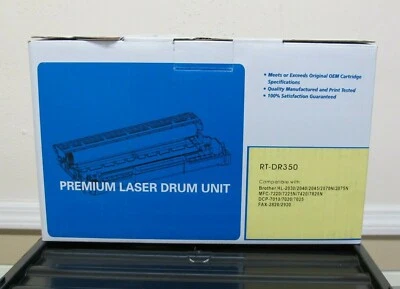 • Meets or Exceeds Original OEM Cartridge
Specifications
• Quality Manufactured and Print Tested
• 100% Satisfaction Guaranteed
PREMIUM LASER DRUM UNIT
RT-DR350
Compatible with
Brother HL-2030/2040/2045/2070N/2075N
MFC-7220/7225N/7420/7820N
DCP-7010/7020/7025
FAX-2820/2920